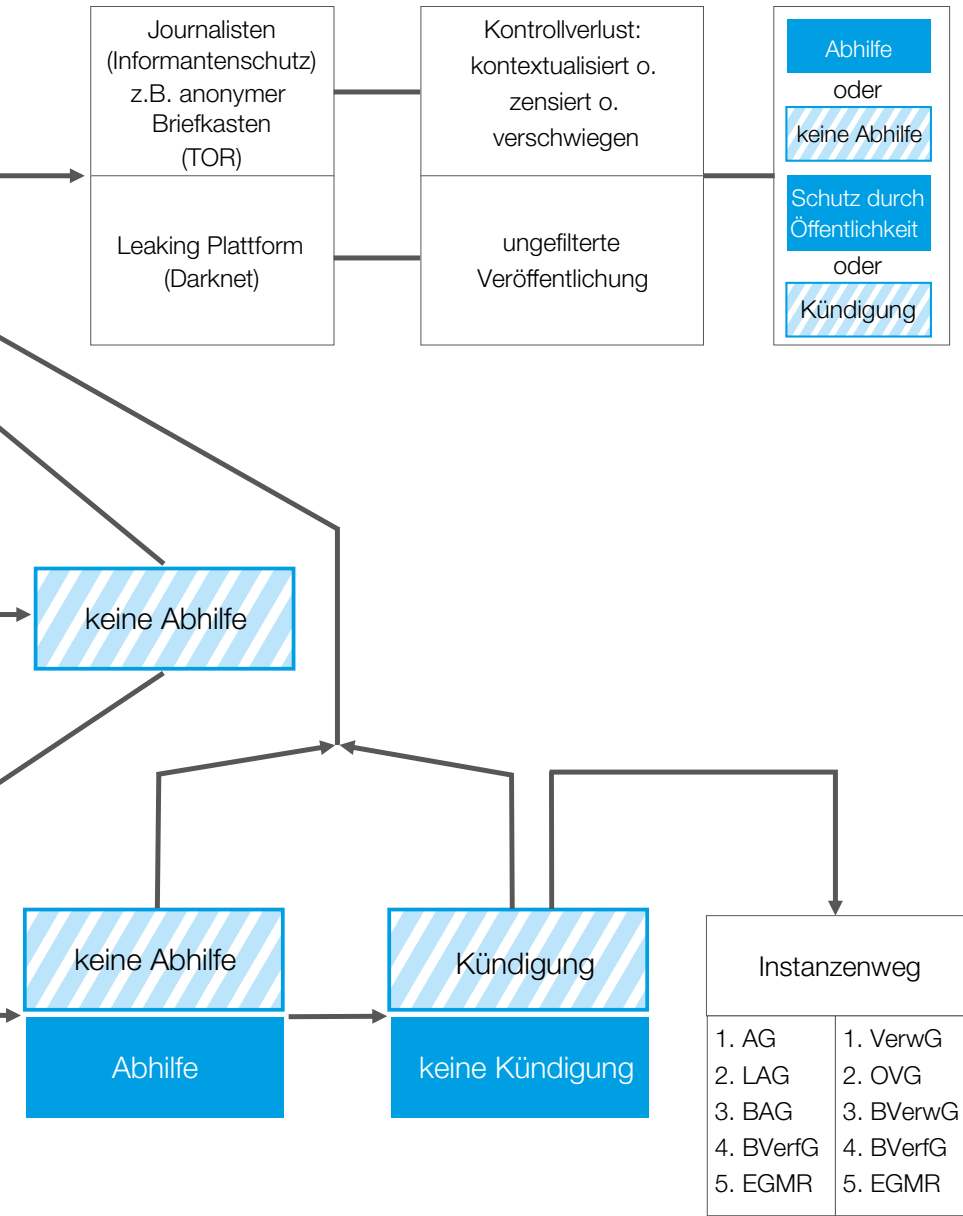 Journalisten
(Informantenschutz)
z.B. anonymer
Briefkasten
(TOR)
Kontrollverlust:
kontextualisiert o.
zensiert o.
verschwiegen
Abhilfe
oder
keine Abhilfe
Leaking Plattform
(Darknet)
ungefilterte
Veröffentlichung
Schutz durch
Öffentlichkeit
oder
Kündigung
keine Abhilfe
keine Abhilfe
Abhilfe
Kündigung
keine Kündigung
Instanzenweg
1. AG
2. LAG
3. BAG
4. BVerfG
5. EGMR
1. VerwG
2. OVG
3. BVerwG
4. BVerfG
5. EGMR